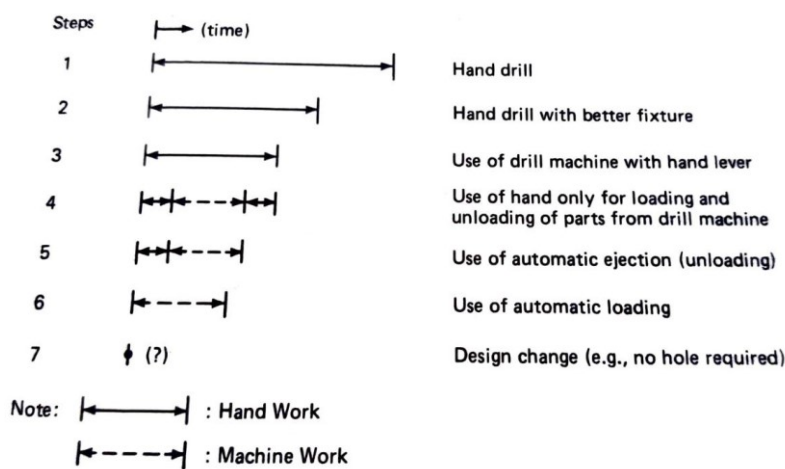 Steps (time)
1 Hand drill
2 Hand drill with better fixture
3 Use of drill machine with hand lever
4 Use of hand only for loading and
unloading of parts from drill machine
5 Use of automatic ejection (unloading)
6 Use of automatic loading
7 (?) Design change (e.g., no hole required)
Note: : Hand Work
: Machine Work